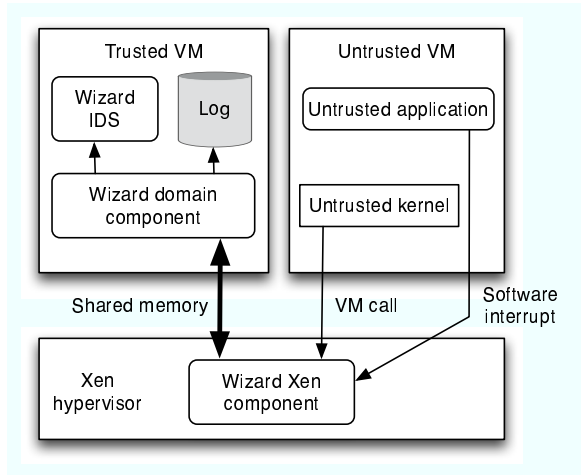 Trusted VM
Untrusted VM
Wizard
IDS
Log
Untrusted application
Wizard domain
component
Untrusted kernel
Shared memory
VM call
Software
interrupt
Xen
hypervisor
Wizard Xen
component